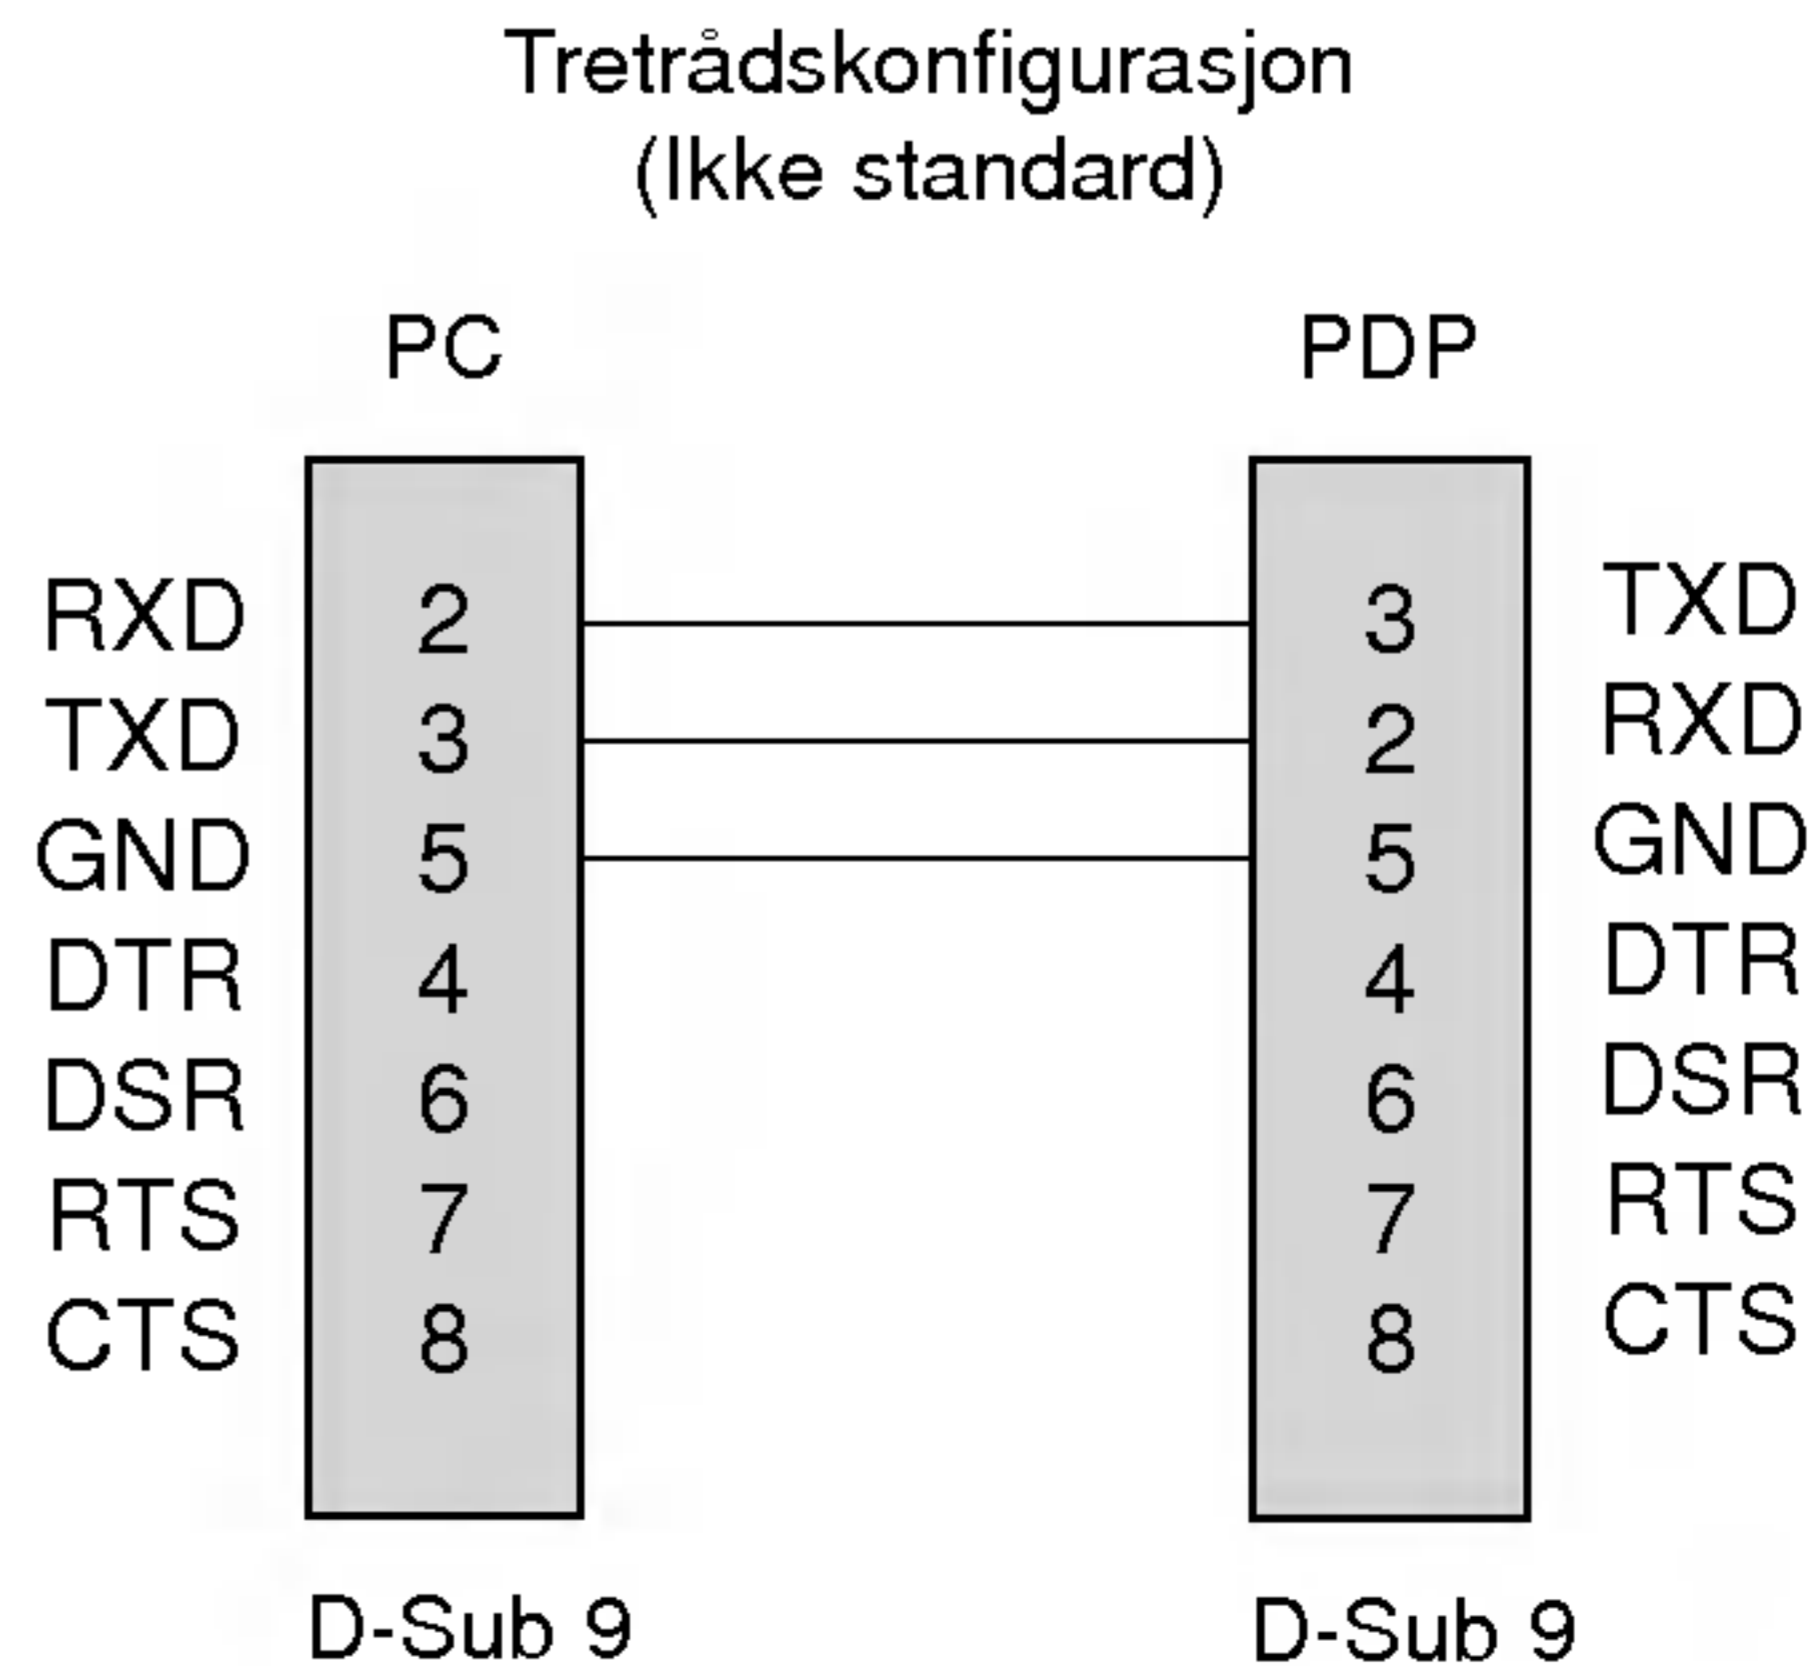 Tretrådskonfigurasjon
(Ikke standard)
PC PDP
RXD 2 3 TXD
TXD 3 2 RXD
GND 5 5 GND
DTR 4 4 DTR
DSR 6 6 DSR
RTS 7 7 RTS
CTS 8 8 CTS
D-Sub 9 D-Sub 9